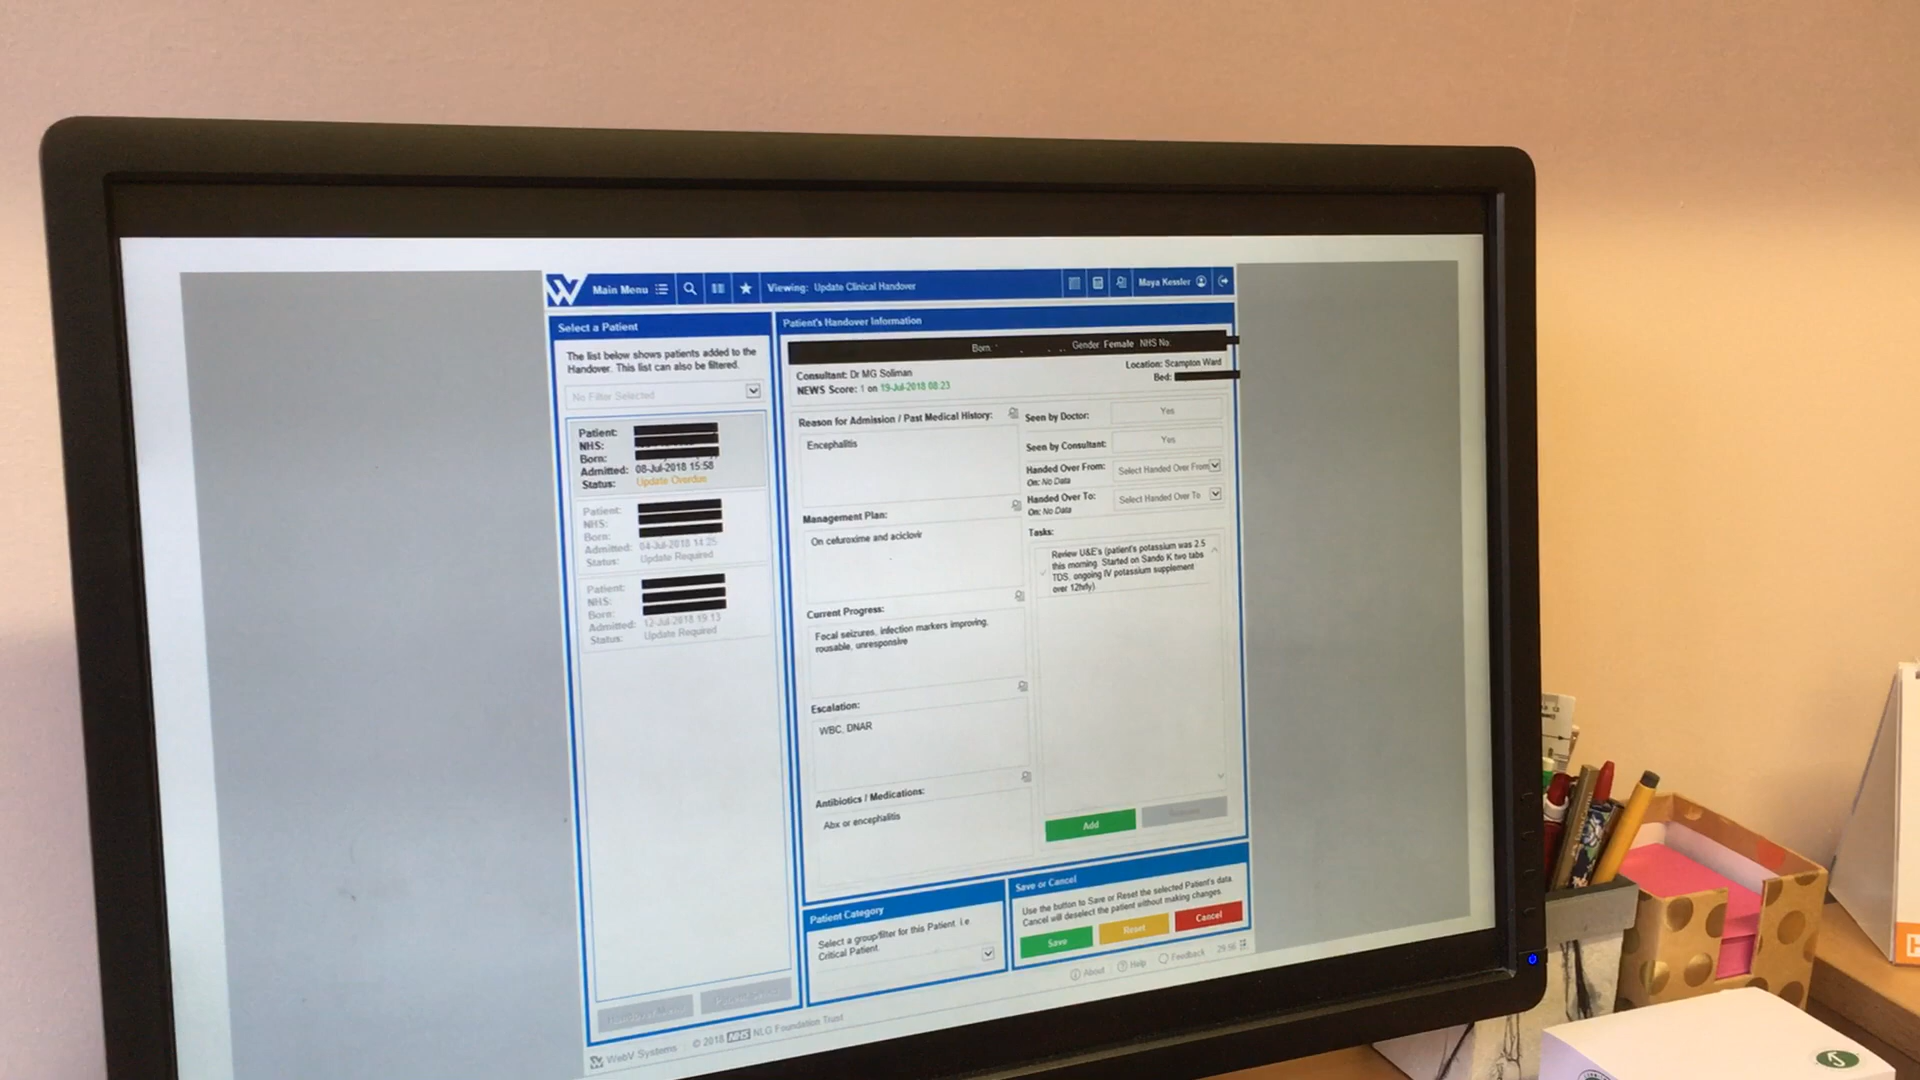 Main Menu
Viewing: Update Clinical Handover
Maya Kessler
Select a Patient
The list below shows patients added to the
Handover. This list can also be filtered.
No Filter Selected
Patient:
NHS:
Born:
Admitted: 08-Jul-2018 15:58
Status: Update Overdue
Patient:
NHS:
Born:
Admitted: 04-Jul-2018 14:25
Status: Update Required
Patient:
NHS:
Born:
Admitted: 12-Jul-2018 19:13
Status: Update Required
Patient's Handover Information
Born: Gender: Female NHS No:
Consultant: Dr MG Soliman
Location: Scampton Ward
NEWS Score: 1 on 19-Jul-2018 08:23
Bed:
Reason for Admission / Past Medical History:
Encephalitis
Management Plan:
On cefuroxime and aciclovir
Current Progress:
Focal seizures, infection markers improving,
rousable, unresponsive
Escalation:
WBC, DNAR
Antibiotics / Medications:
Abx or encephalitis
Seen by Doctor: Yes
Seen by Consultant: Yes
Handed Over From: Select Handed Over From
On: No Data
Handed Over To: Select Handed Over To
On: No Data
Tasks:
Review U&E's (patient's potassium was 2.5
this morning. Started on Sando K two tabs
TDS, ongoing IV potassium supplement
over 12hrly)
Add
Patient Category
Select a group/filter for this Patient. i.e
Critical Patient.
Save or Cancel
Use the button to Save or Reset the selected Patient's data.
Cancel will deselect the patient without making changes.
Save
Reset
Cancel
About
Help
Feedback
29:56
WebV Systems
© 2018 NHS NLG Foundation Trust